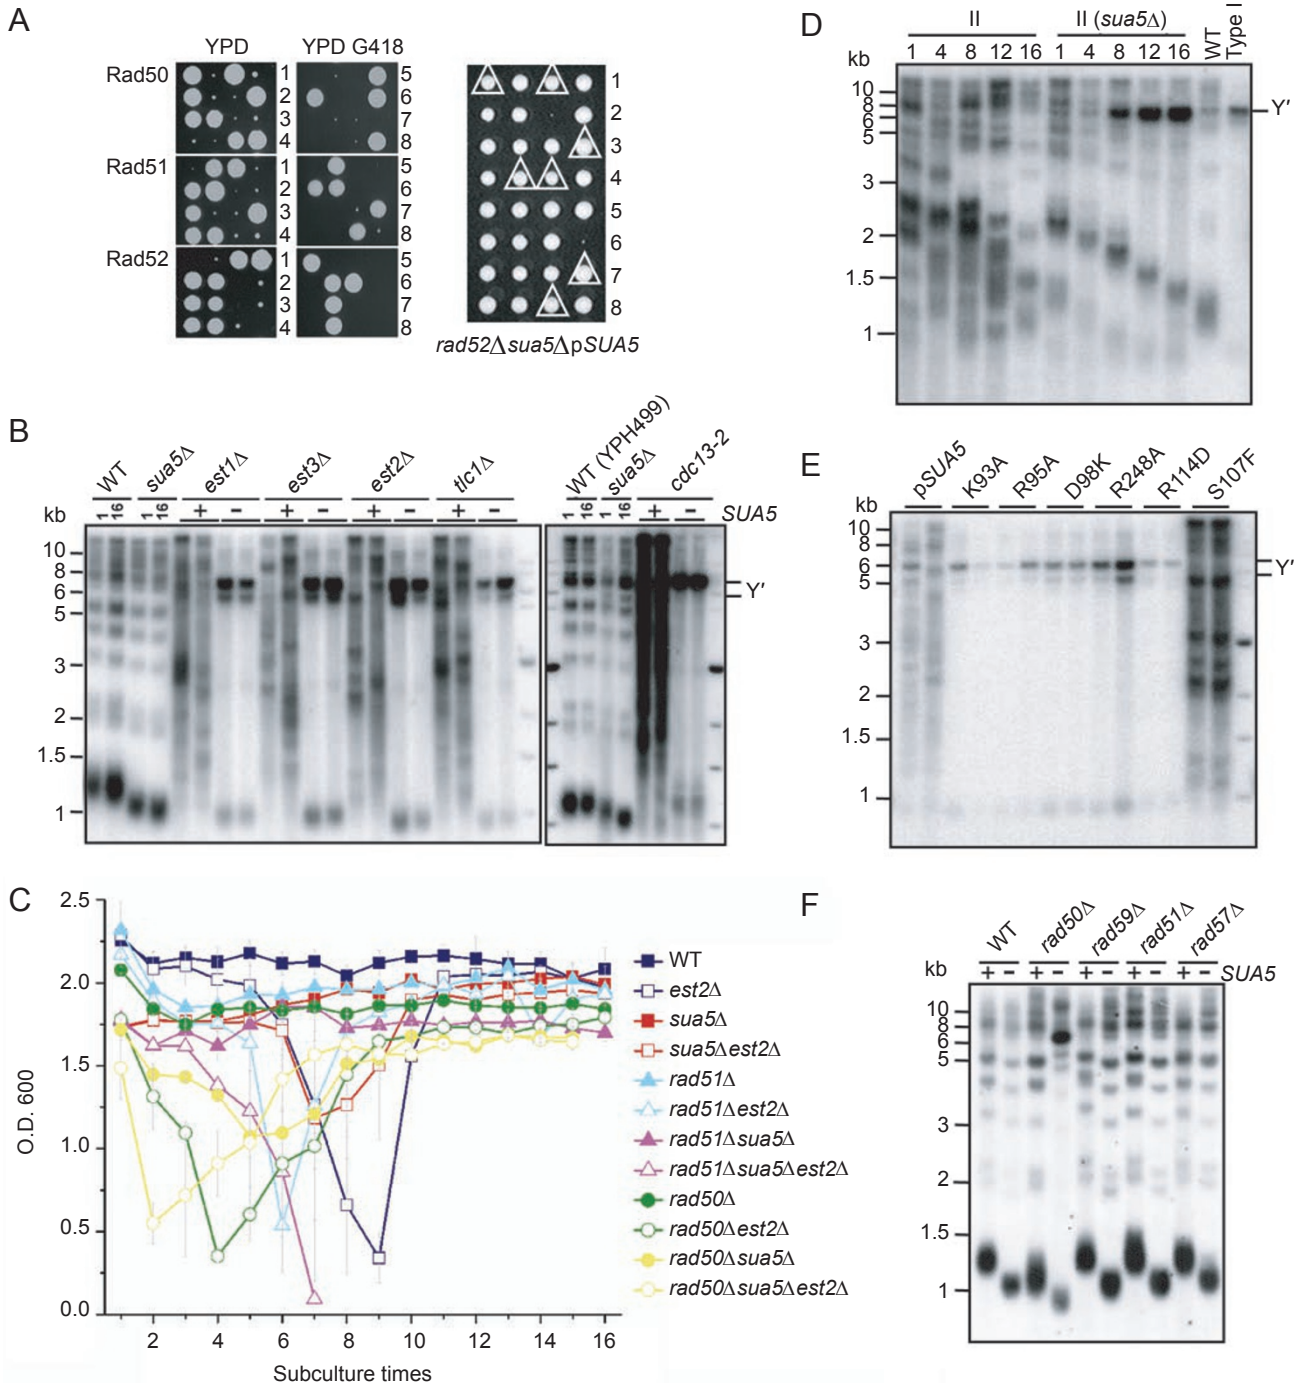 A
YPD
YPD G418
Rad50
1
2
3
4
5
6
7
8
Rad51
1
2
3
4
5
6
7
8
Rad52
1
2
3
4
5
6
7
8
1
2
3
4
5
6
7
8
rad52Δsua5ΔpSUA5
D
II
II (sua5Δ)
WT
Type I
kb
1 4 8 12 16
1 4 8 12 16
10
8
6
5
3
2
1.5
1
Y'
B
WT
sua5Δ
est1Δ
est3Δ
est2Δ
tlc1Δ
WT (YPH499)
sua5Δ
cdc13-2
kb
1 16 1 16 + − + − + − + −
1 16 1 16 + −
SUA5
10
8
6
5
3
2
1.5
1
Y'
E
pSUA5
K93A
R95A
D98K
R248A
R114D
S107F
kb
10
8
6
5
3
2
1.5
1
Y'
C
O.D. 600
2.5
2.0
1.5
1.0
0.5
0.0
2 4 6 8 10 12 14 16
Subculture times
WT
est2Δ
sua5Δ
sua5Δest2Δ
rad51Δ
rad51Δest2Δ
rad51Δsua5Δ
rad51Δsua5Δest2Δ
rad50Δ
rad50Δest2Δ
rad50Δsua5Δ
rad50Δsua5Δest2Δ
F
WT
rad50Δ
rad59Δ
rad51Δ
rad57Δ
kb
+ − + − + − + − + −
SUA5
10
8
6
5
3
2
1.5
1